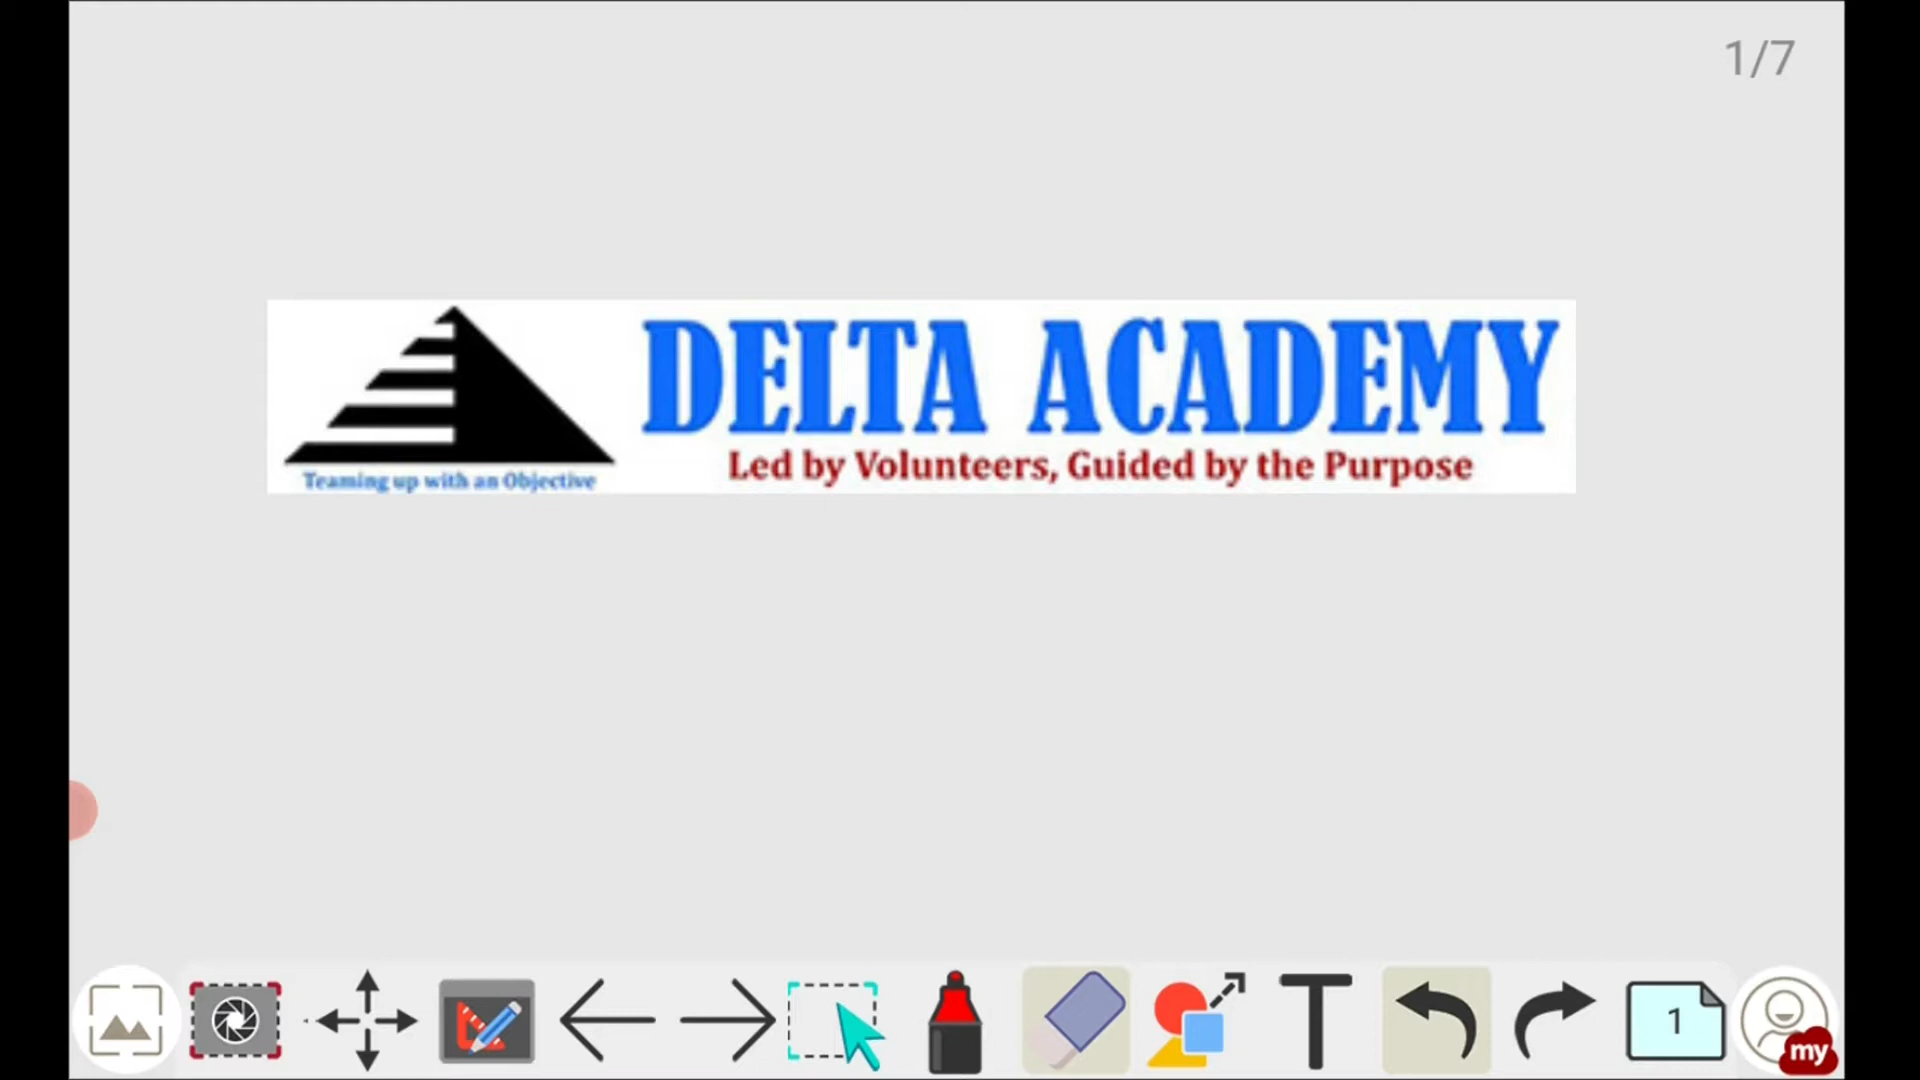 1/7
DELTA ACADEMY
Led by Volunteers, Guided by the Purpose
Teaming up with an Objective
T
1
my